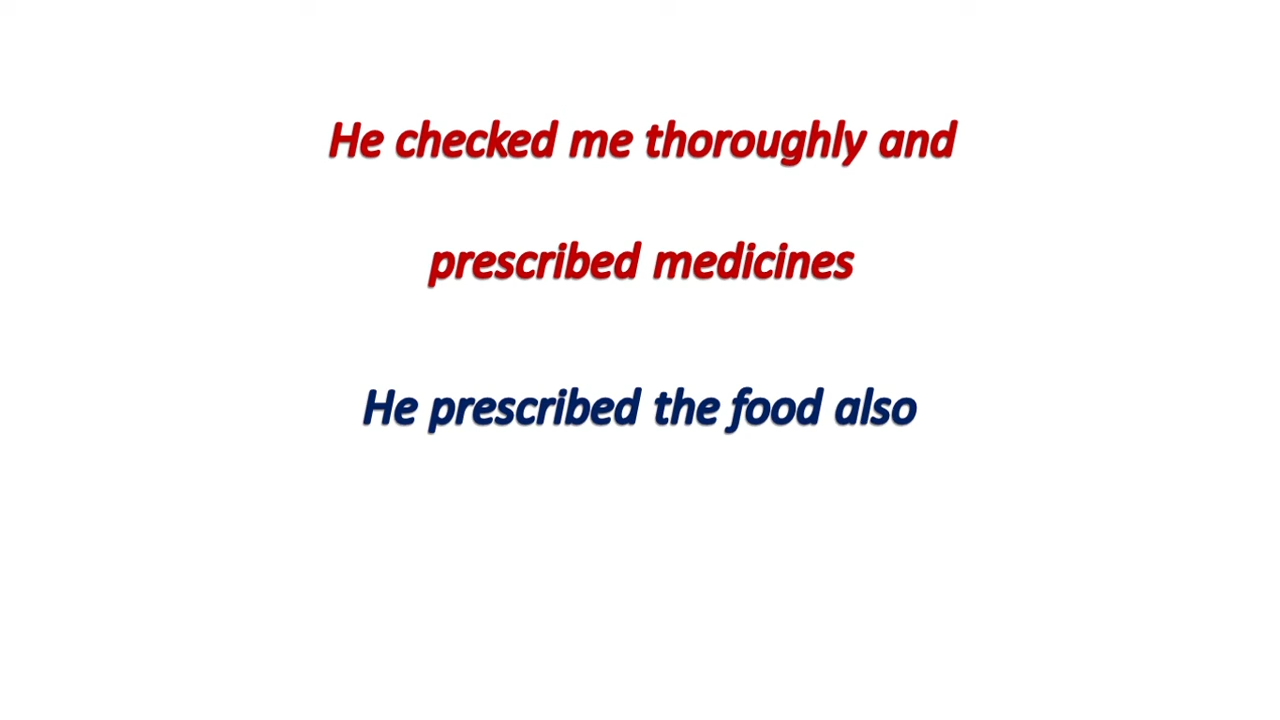 He checked me thoroughly and
prescribed medicines
He prescribed the food also